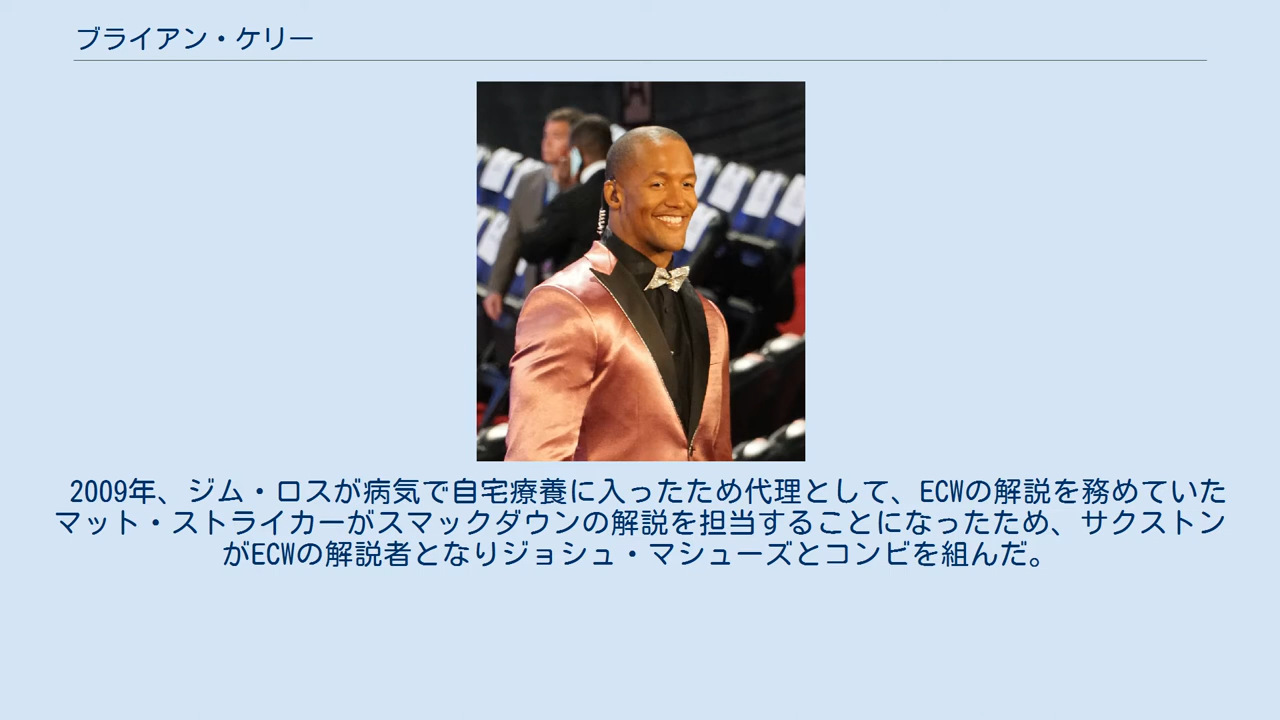 ブライアン・ケリー
2009年、ジム・ロスが病気で自宅療養に入ったため代理として、ECWの解説を務めていた
マット・ストライカーがスマックダウンの解説を担当することになったため、サクストン
がECWの解説者となりジョシュ・マシューズとコンビを組んだ。